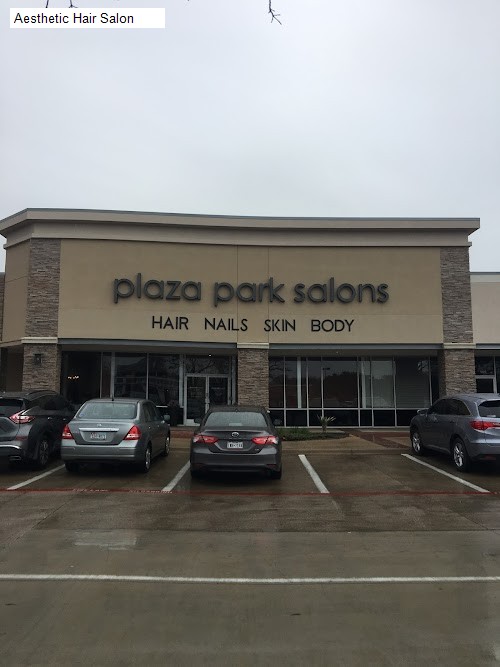 Aesthetic Hair Salon
plaza park salons
HAIR NAILS SKIN BODY